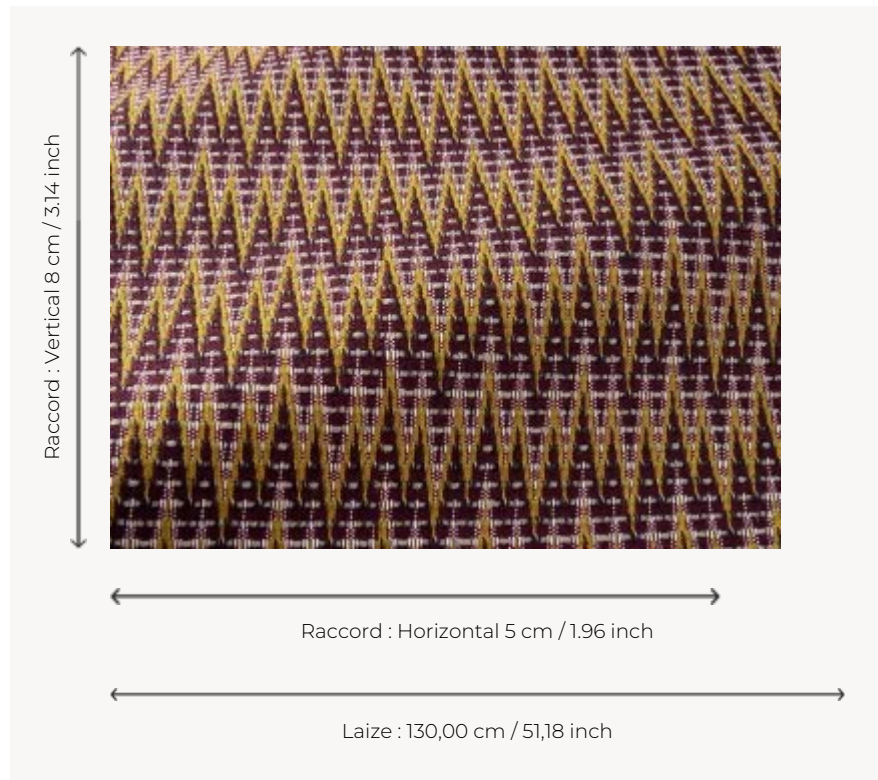 Raccord : Vertical 8 cm / 3.14 inch
Raccord : Horizontal 5 cm / 1.96 inch
Laize : 130,00 cm / 51,18 inch